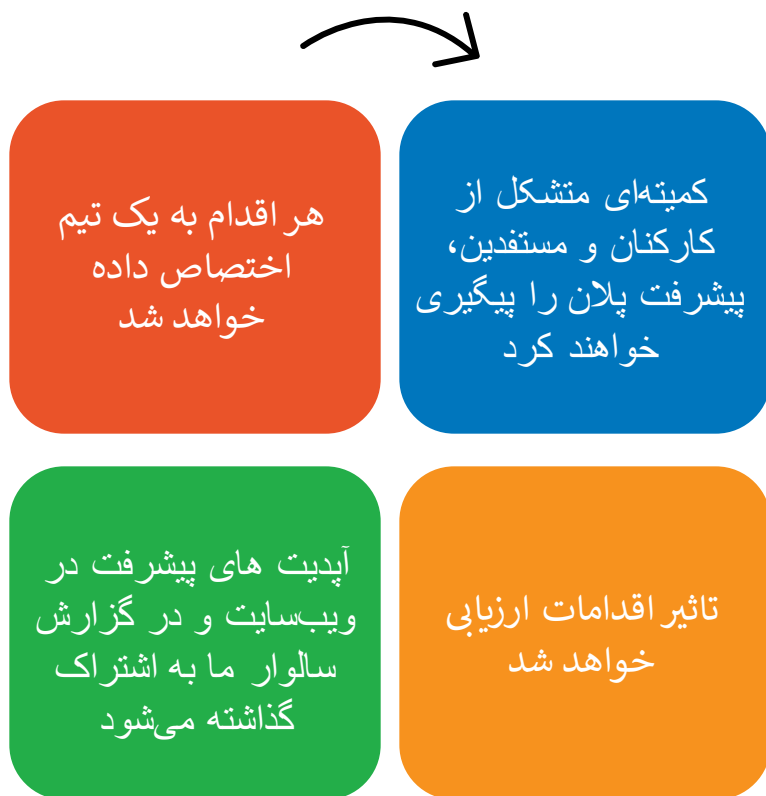 هر اقدام به یک تیم
اختصاص داده
خواهد شد
کمیته‌ای متشکل از
کارکنان و مستفدین،
پیشرفت پلان را پیگیری
خواهند کرد
تاثیر اقدامات ارزیابی
خواهد شد
آپدیت های پیشرفت در
وب‌سایت و در گزارش
سالوار ما به اشتراک
گذاشته می‌شود